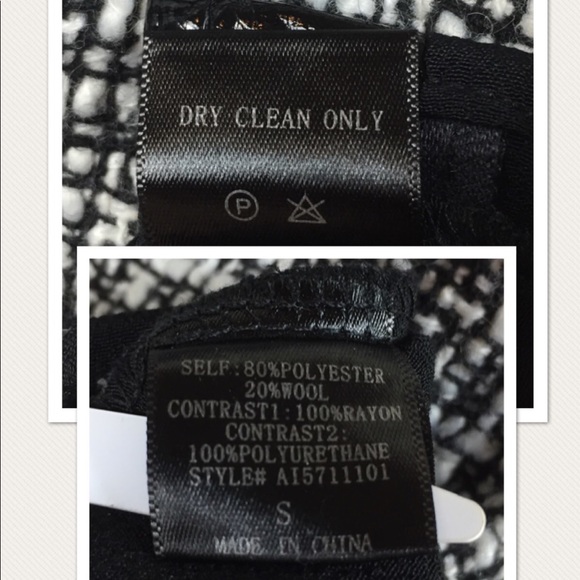 DRY CLEAN ONLY
P
SELF:80%POLYESTER
20%WOOL
CONTRAST1:100%RAYON
CONTRAST2:
100%POLYURETHANE
STYLE# AI5711101
S
MADE IN CHINA